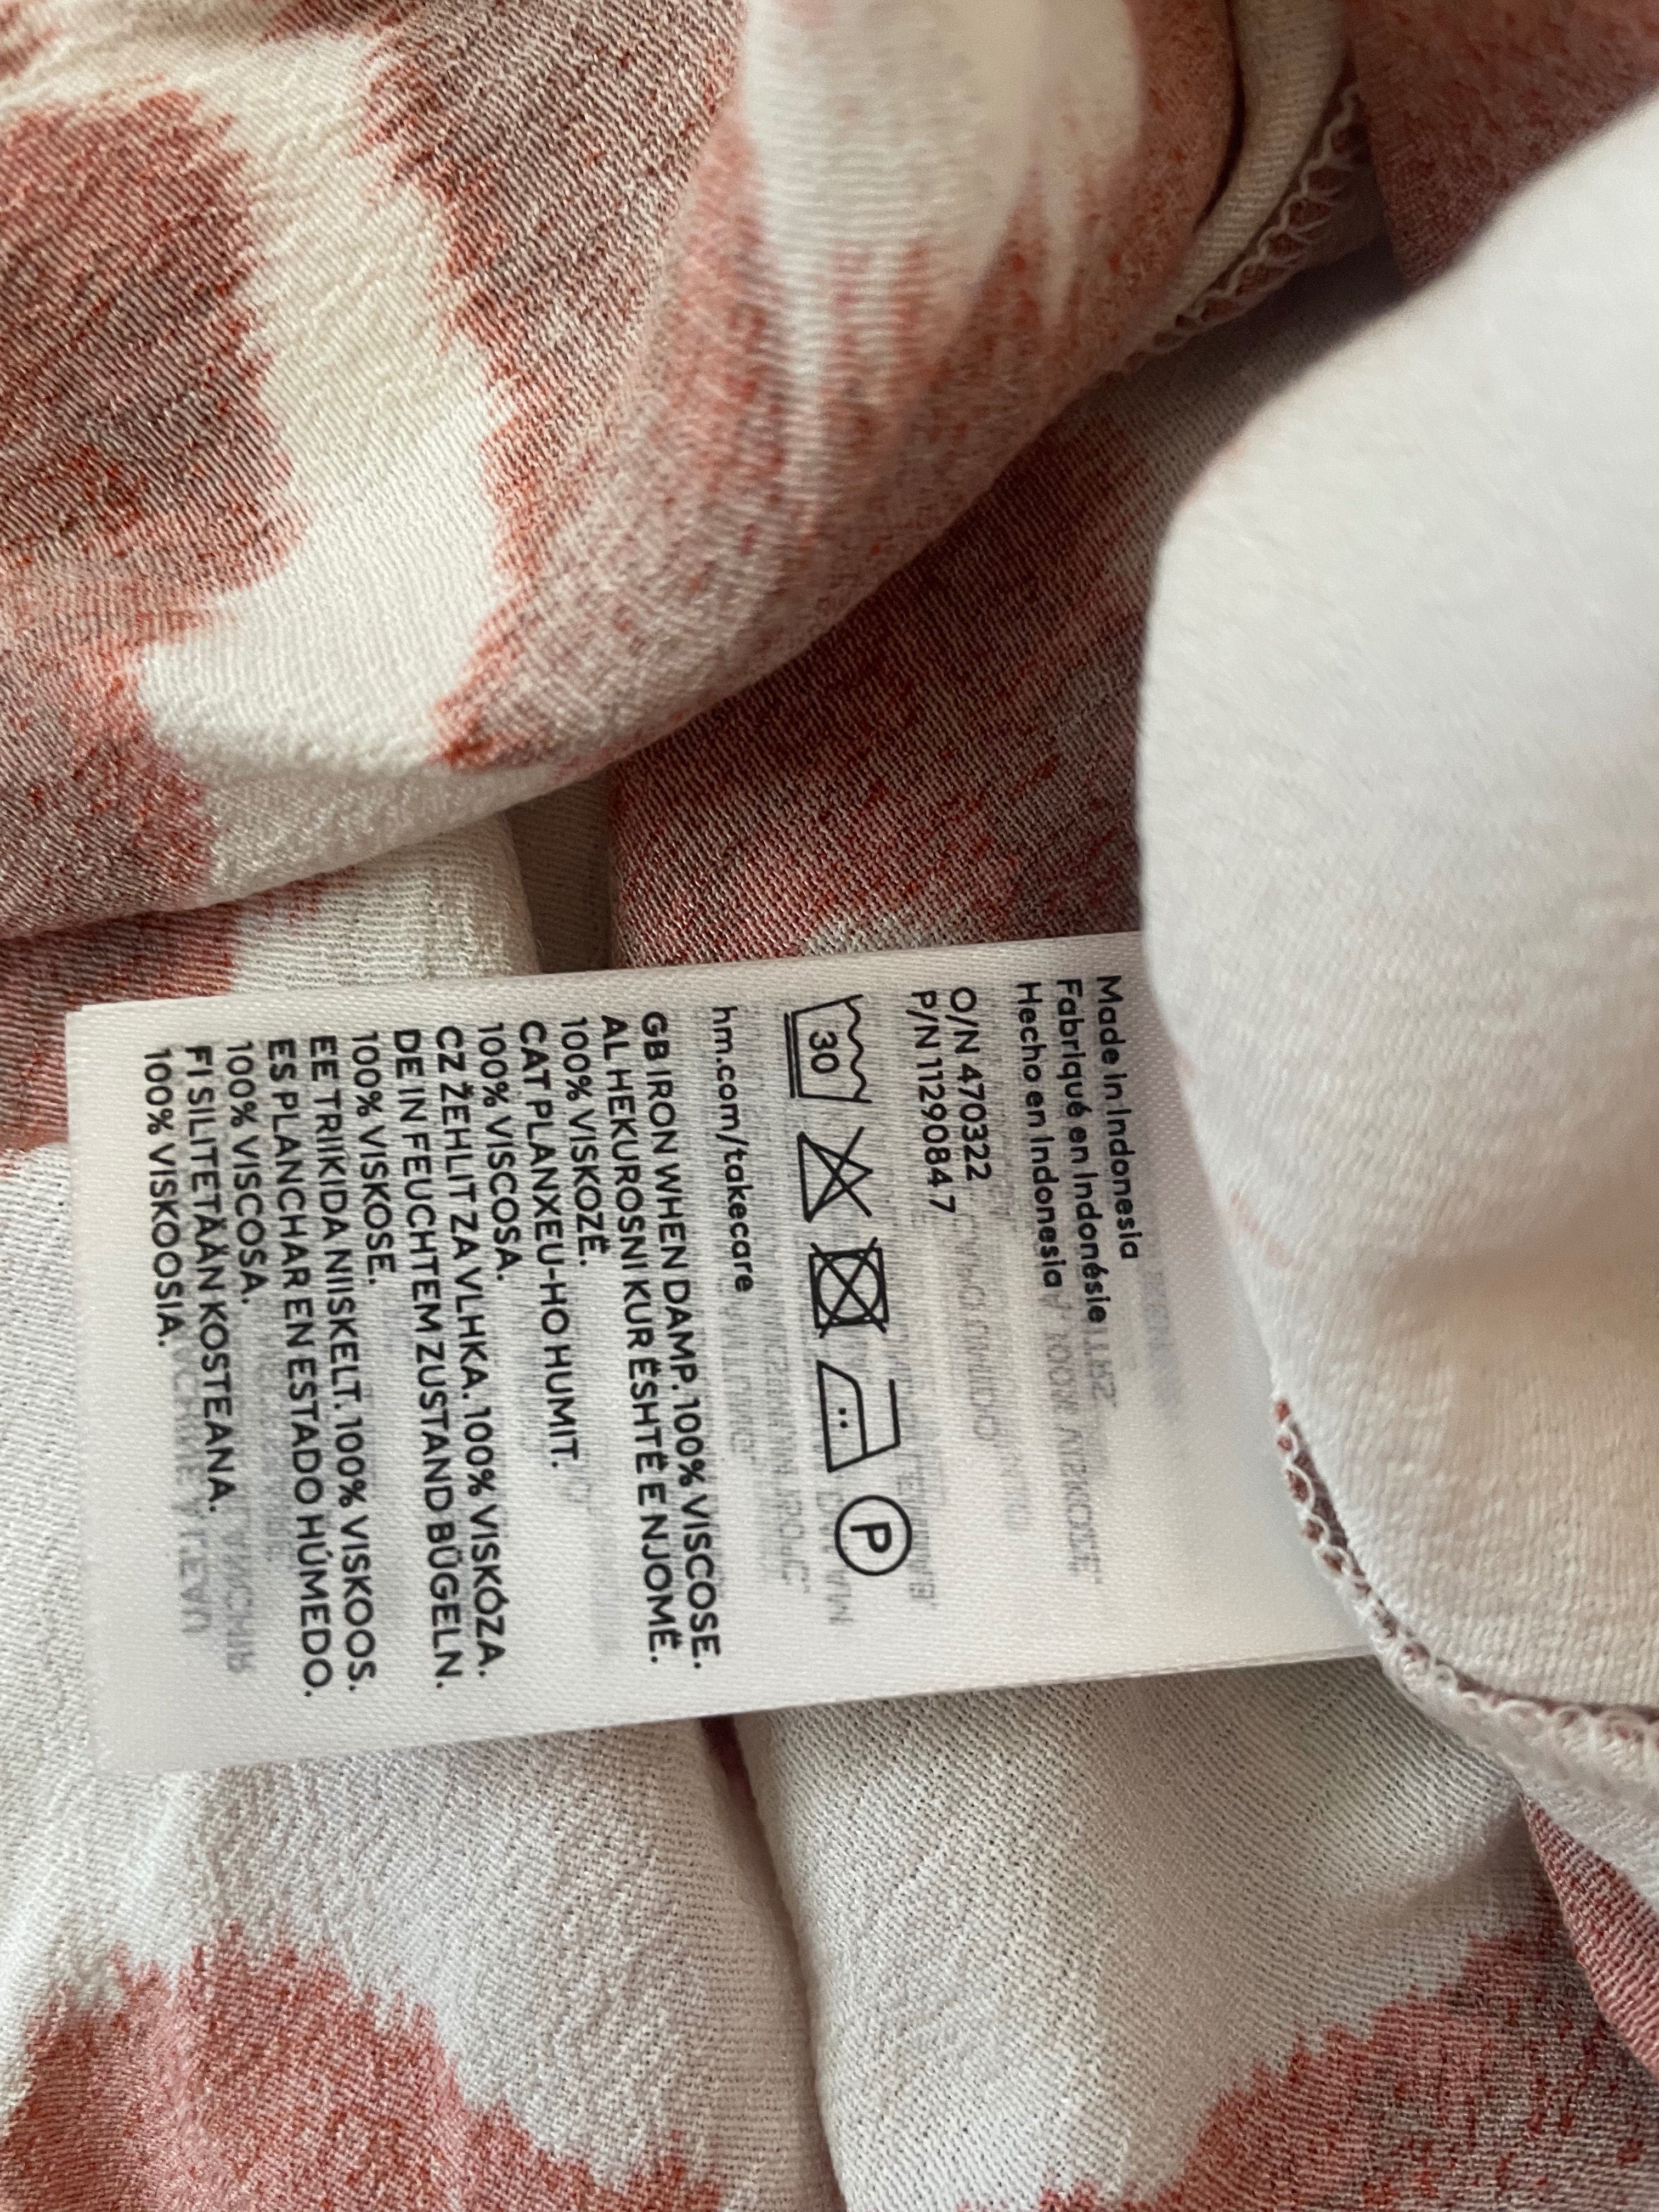 Made in Indonesia
Fabriqué en Indonésie
Hecho en Indonesia
O/N 470322
P/N 1129084 7
30
P
hm.com/takecare
GB IRON WHEN DAMP. 100% VISCOSE.
AL HEKUROSNI KUR ËSHTË E NJOMË.
100% VISKOZË.
CAT PLANXEU-HO HUMIT.
100% VISCOSA.
CZ ŽEHLIT ZA VLHKA. 100% VISKÓZA.
DE IN FEUCHTEM ZUSTAND BÜGELN.
100% VISKOSE.
EE TRIIKIDA NIISKELT. 100% VISKOOS.
ES PLANCHAR EN ESTADO HÚMEDO.
100% VISCOSA.
FI SILITETÄÄN KOSTEANA.
100% VISKOOSIA.